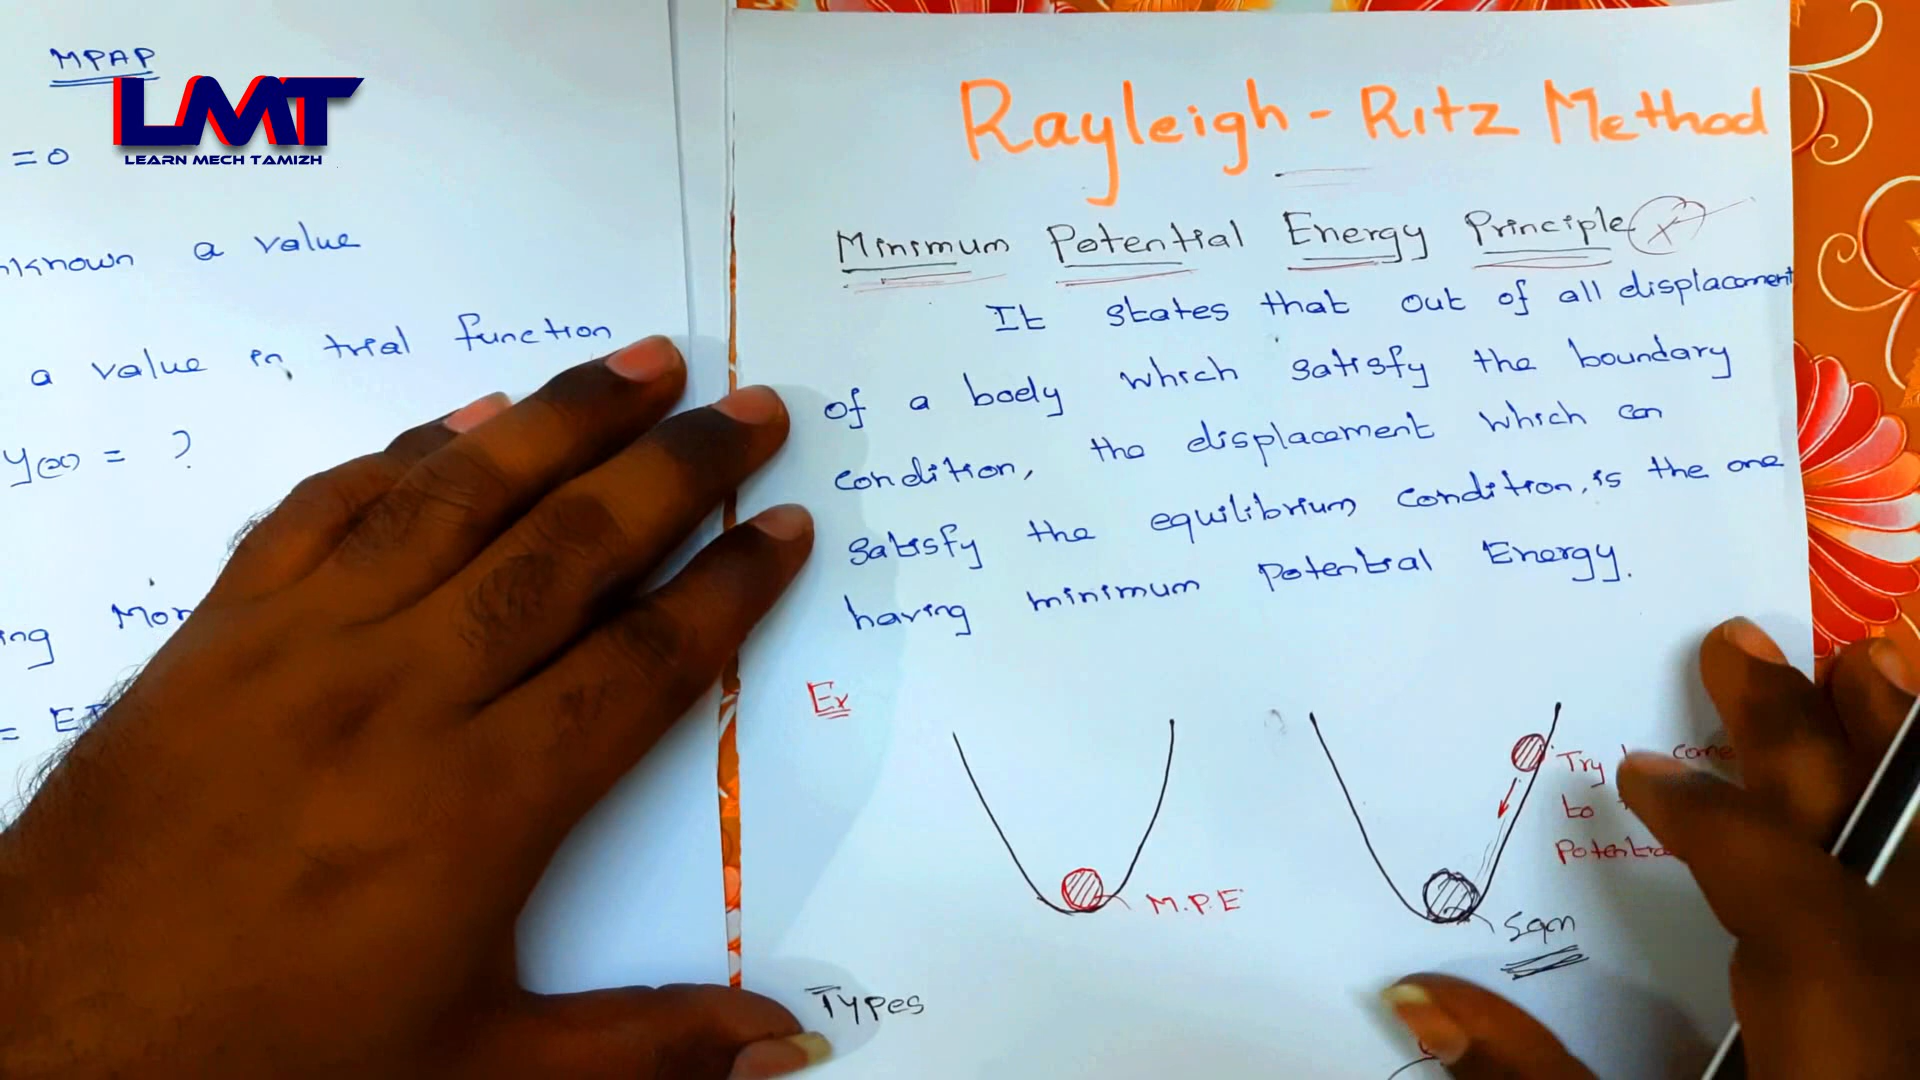 MPAP
LMT
LEARN MECH TAMIZH
=0
a value
a value in trial function
y(x) = ?
Rayleigh - Ritz Method
Minimum Potential Energy Principle
It states that out of all displacement
of a body which satisfy the boundary
condition, the displacement which can
satisfy the equilibrium condition, is the one
having minimum potential Energy.
Ex
M.P.E
Try
come
to
Types